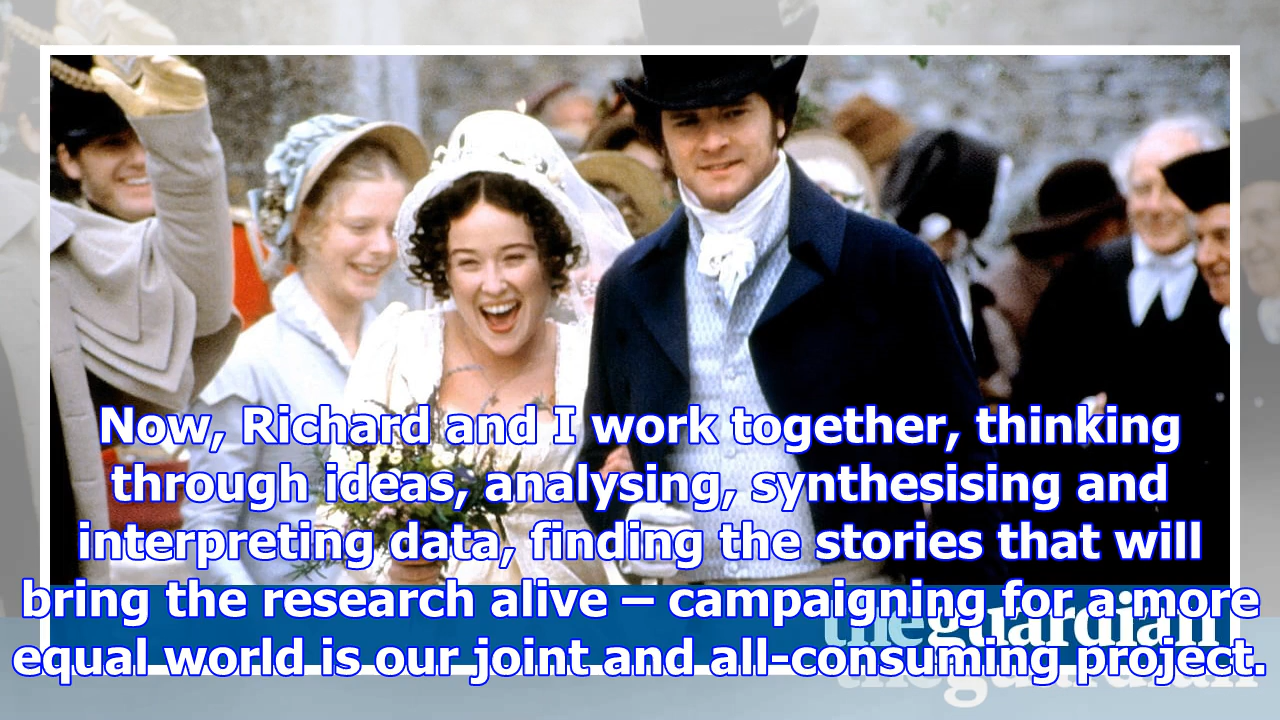 Now, Richard and I work together, thinking
through ideas, analysing, synthesising and
interpreting data, finding the stories that will
bring the research alive – campaigning for a more
equal world is our joint and all-consuming project.
theguardian
theguardian